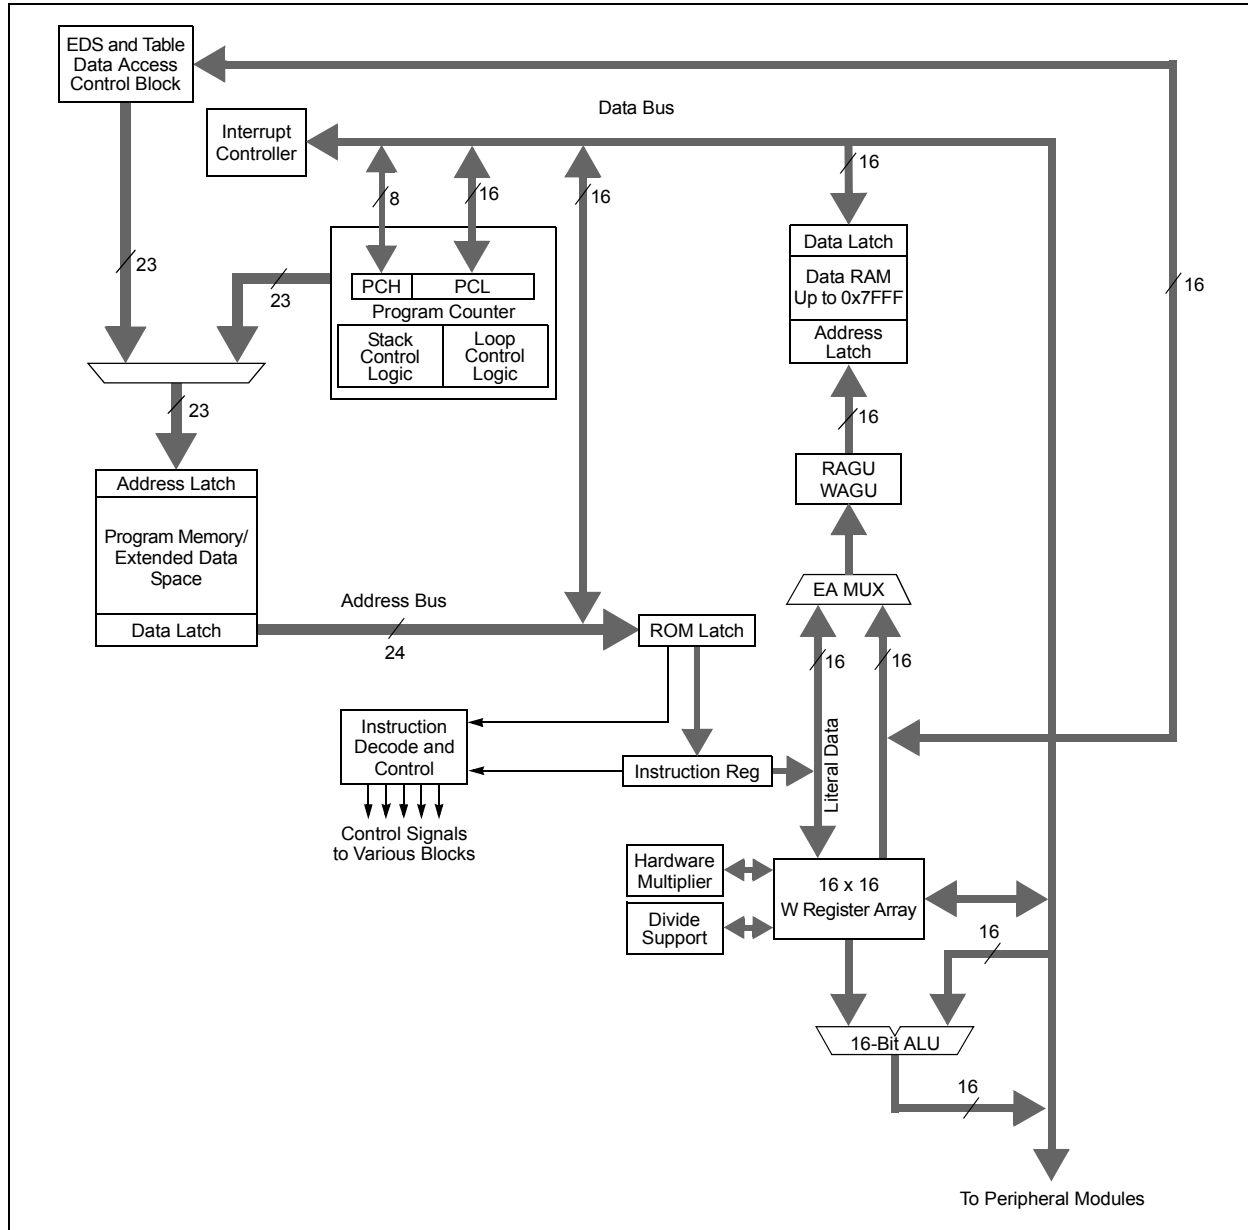 EDS and Table
Data Access
Control Block
Data Bus
Interrupt
Controller
16
8
16
16
Data Latch
Data RAM
Up to 0x7FFF
Address
Latch
23
23
16
PCH
PCL
Program Counter
Stack
Control
Logic
Loop
Control
Logic
23
16
RAGU
WAGU
Address Latch
Program Memory/
Extended Data
Space
Data Latch
EA MUX
Address Bus
24
ROM Latch
16
16
Instruction
Decode and
Control
Instruction Reg
Literal Data
Control Signals
to Various Blocks
Hardware
Multiplier
Divide
Support
16 x 16
W Register Array
16
16-Bit ALU
16
To Peripheral Modules